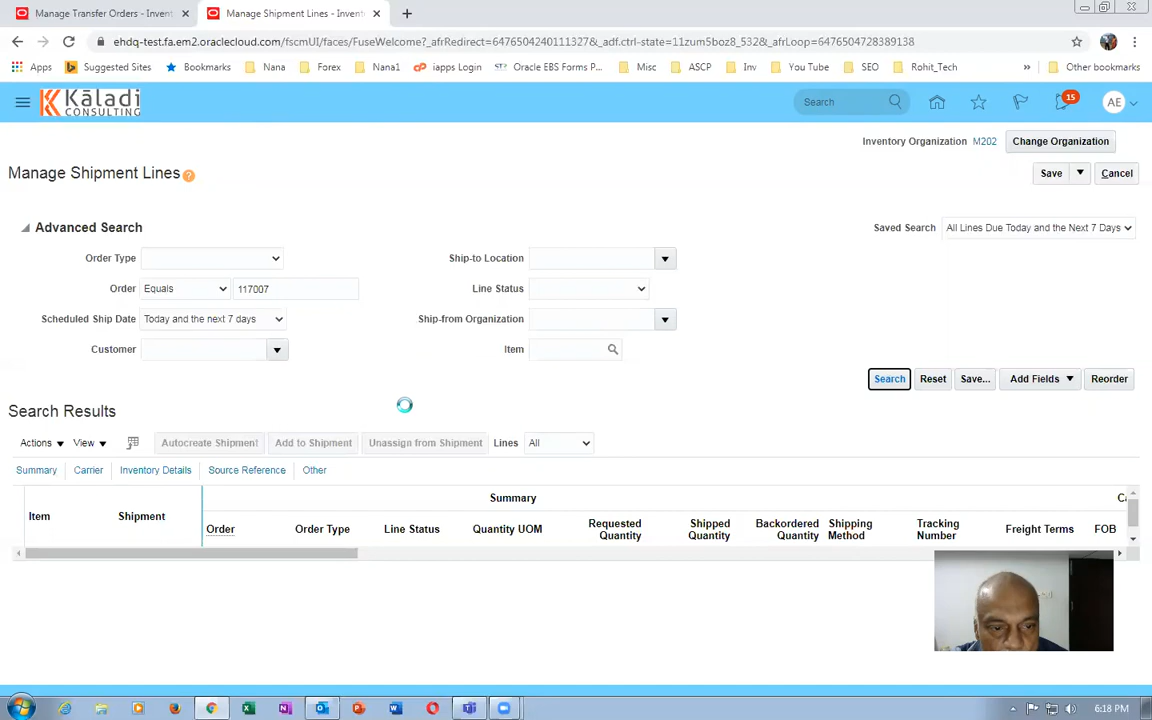 Manage Transfer Orders - Invent
Manage Shipment Lines - Invent
ehdq-test.fa.em2.oraclecloud.com/fscmUI/faces/FuseWelcome?_afrRedirect=6476504240111327&_adf.ctrl-state=11zum5boz8_532&_afrLoop=6476504728389138
Apps Suggested Sites Bookmarks Nana Forex Nana1 iapps Login Oracle EBS Forms P... Misc ASCP Inv You Tube SEO Rohit_Tech » Other bookmarks
Kāladi
CONSULTING
Search
15
AE
Inventory Organization M202 Change Organization
Manage Shipment Lines ?
Save Cancel
Advanced Search
Saved Search All Lines Due Today and the Next 7 Days
Order Type
Ship-to Location
Order Equals 117007
Line Status
Scheduled Ship Date Today and the next 7 days
Ship-from Organization
Customer
Item
Search Reset Save... Add Fields Reorder
Search Results
Actions View Autocreate Shipment Add to Shipment Unassign from Shipment Lines All
Summary Carrier Inventory Details Source Reference Other
Summary
Item Shipment Order Order Type Line Status Quantity UOM Requested Quantity Shipped Quantity Backordered Quantity Shipping Method Tracking Number Freight Terms FOB
6:18 PM